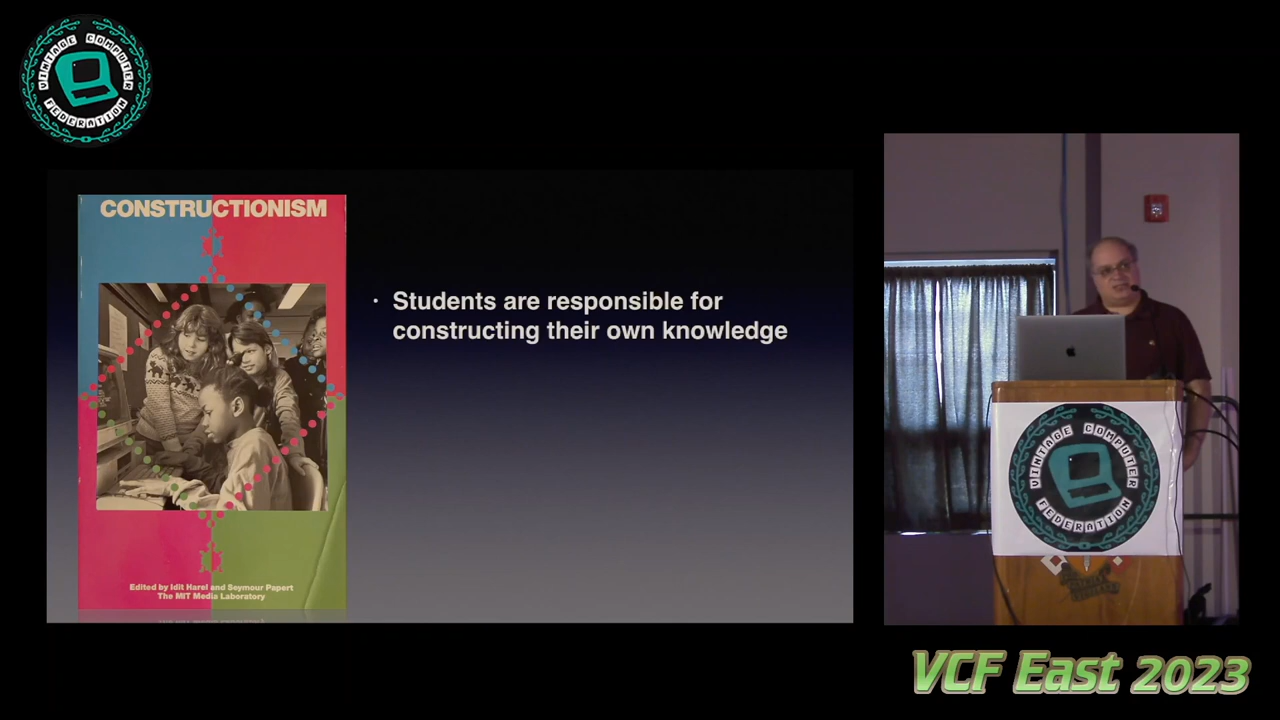 VINTAGE COMPUTER
FEDERATION
CONSTRUCTIONISM
• Students are responsible for
constructing their own knowledge
Edited by Idit Harel and Seymour Papert
The MIT Media Laboratory
VINTAGE COMPUTER
FEDERATION
VCF East 2023